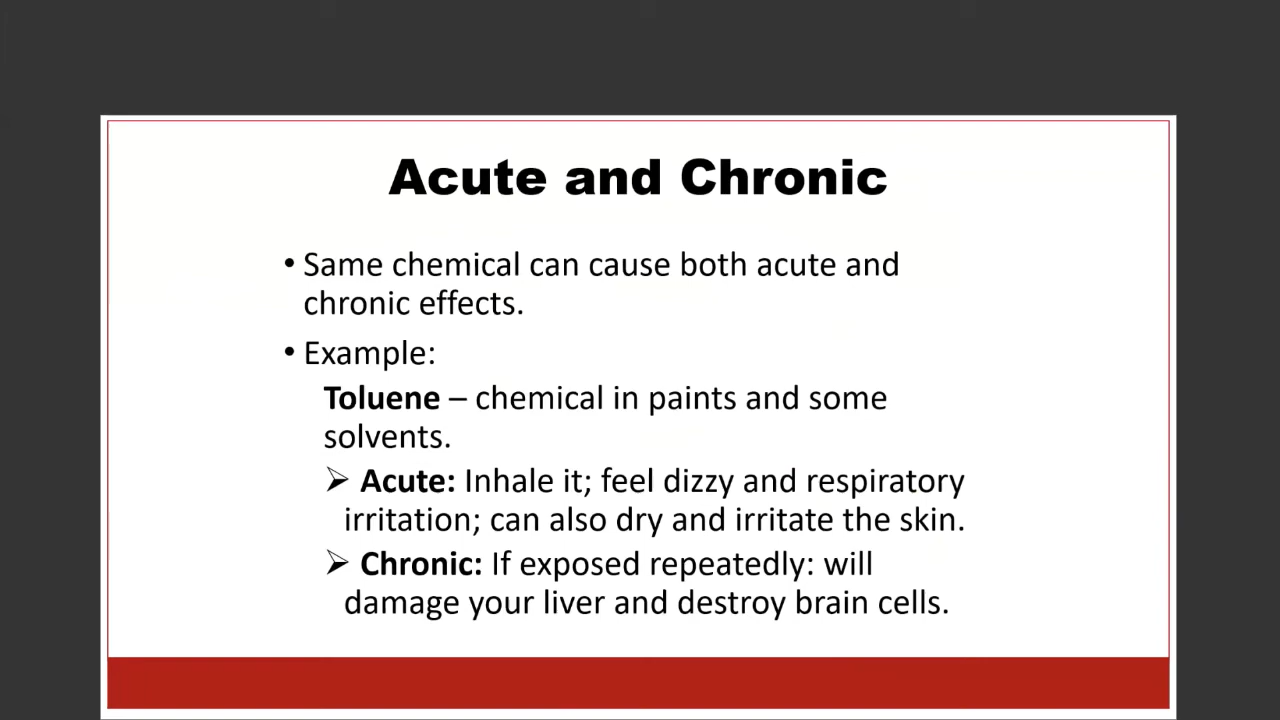 Acute and Chronic
• Same chemical can cause both acute and
chronic effects.
• Example:
Toluene – chemical in paints and some
solvents.
➢ Acute: Inhale it; feel dizzy and respiratory
irritation; can also dry and irritate the skin.
➢ Chronic: If exposed repeatedly: will
damage your liver and destroy brain cells.